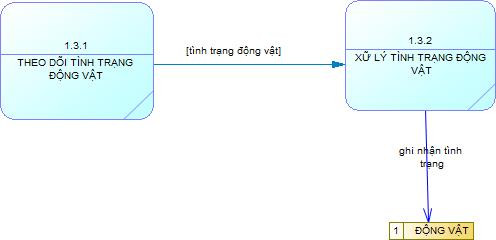 1.3.1
THEO DÕI TÌNH TRẠNG
ĐỘNG VẬT
[tình trạng động vật]
1.3.2
XỮ LÝ TÌNH TRẠNG ĐỘNG
VẬT
ghi nhận tình
trạng
1 ĐỘNG VẬT